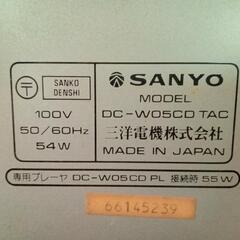 SANKO
DENSHI
100V
50/60Hz
54W
SANYO
MODEL
DC-W05CD TAC
三洋電機株式会社
MADE IN JAPAN
専用プレーヤ DC-W05CD PL 接続時 55W
66145239